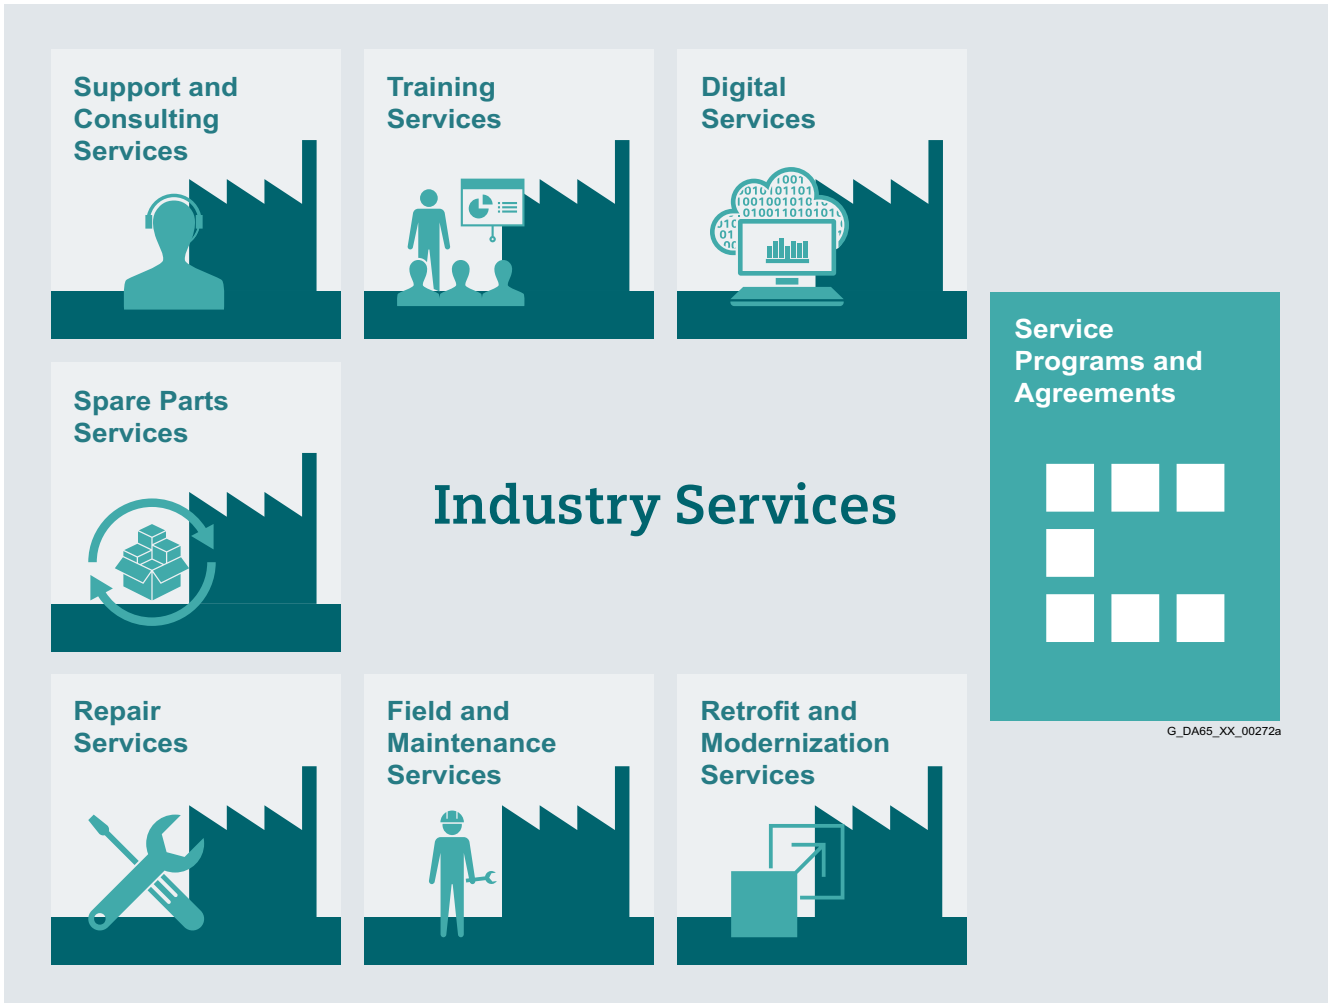 Support and
Consulting
Services
Training
Services
Digital
Services
Service
Programs and
Agreements
Spare Parts
Services
Industry Services
Repair
Services
Field and
Maintenance
Services
Retrofit and
Modernization
Services
G_DA65_XX_00272a